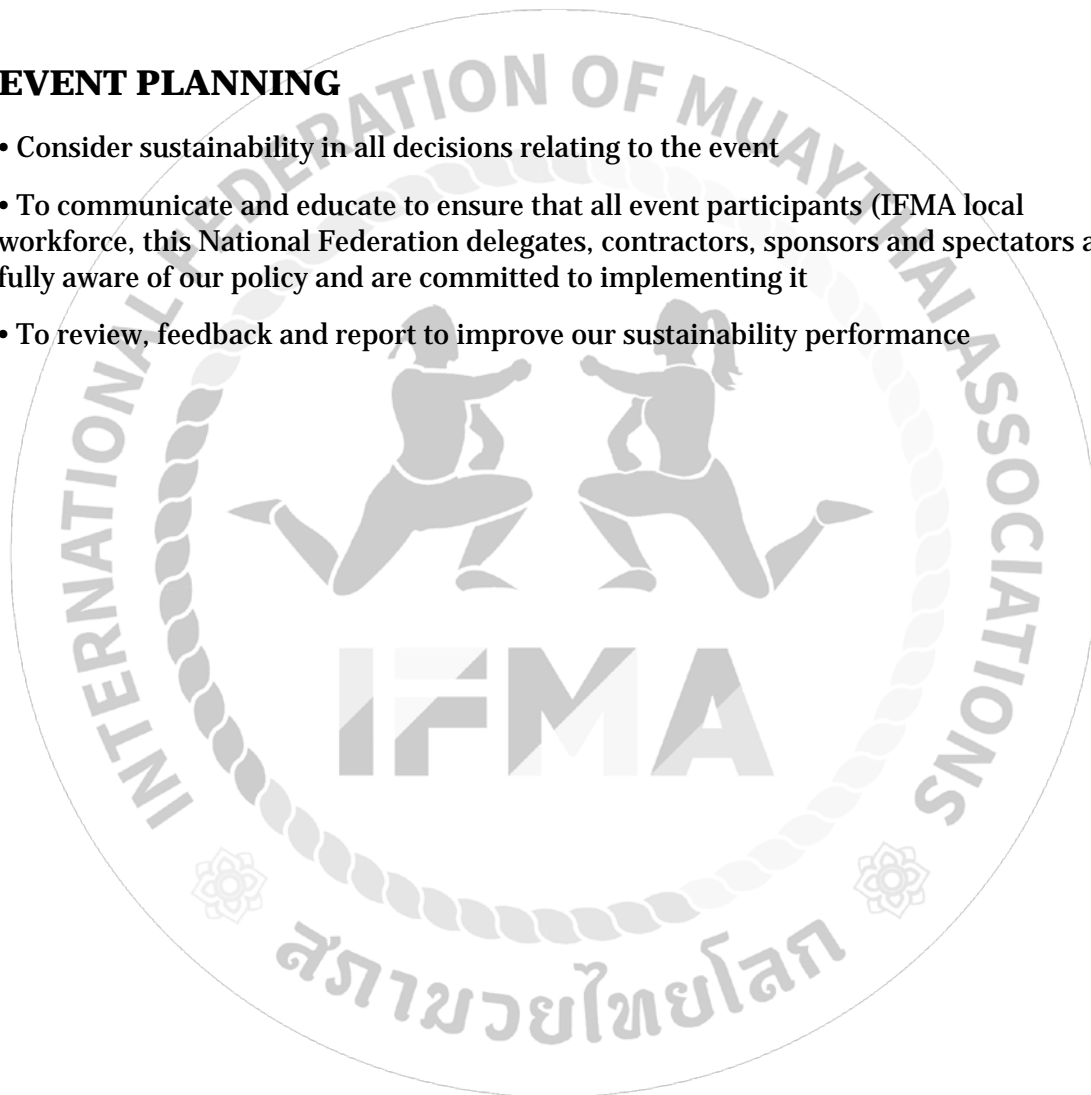 EVENT PLANNING
• Consider sustainability in all decisions relating to the event
• To communicate and educate to ensure that all event participants (IFMA local
workforce, this National Federation delegates, contractors, sponsors and spectators a
fully aware of our policy and are committed to implementing it
• To review, feedback and report to improve our sustainability performance
INTERNATIONAL FEDERATION OF MUAYTHAI ASSOCIATIONS
IFMA
สภามวยไทยโลก